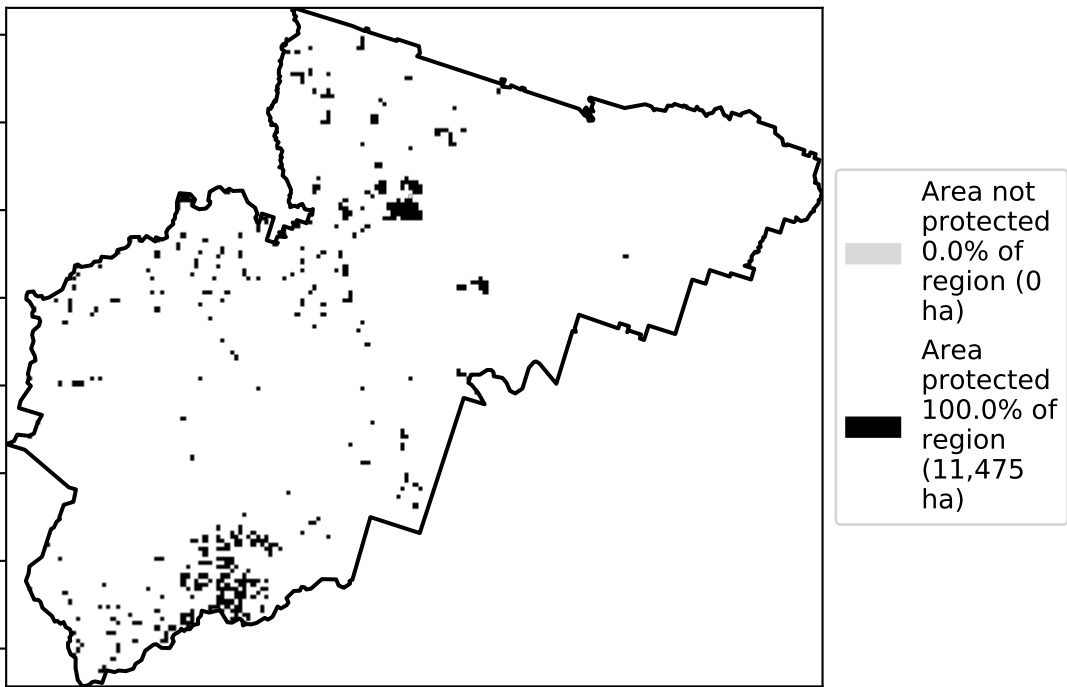 Area not
protected
0.0% of
region (0
ha)
Area
protected
100.0% of
region
(11,475
ha)